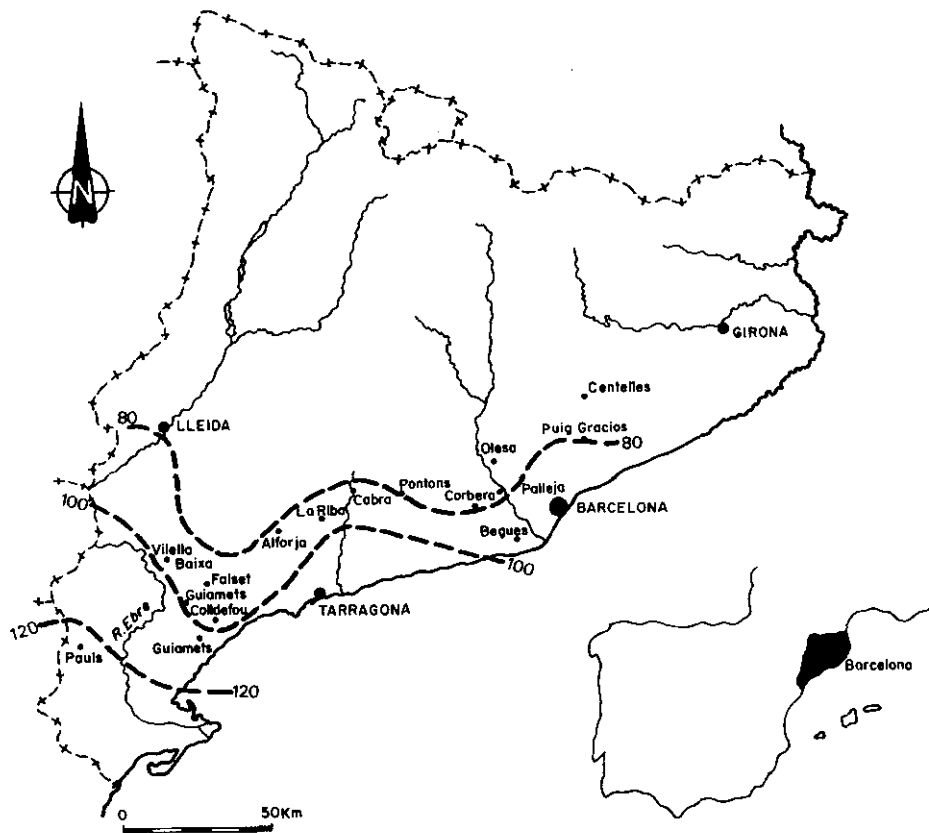 N
GIRONA
Centelles
80
LLEIDA
Puig Gracios
80
Olesa
Pontons
Cabra
Corbera
Palleja
BARCELONA
100
La Riba
Alforja
Begues
100
Vilella
Baixa
Falset
Guiamets
Colldefou
TARRAGONA
R. Ebre
120
Pauls
Guiamets
120
Barcelona
0 50Km